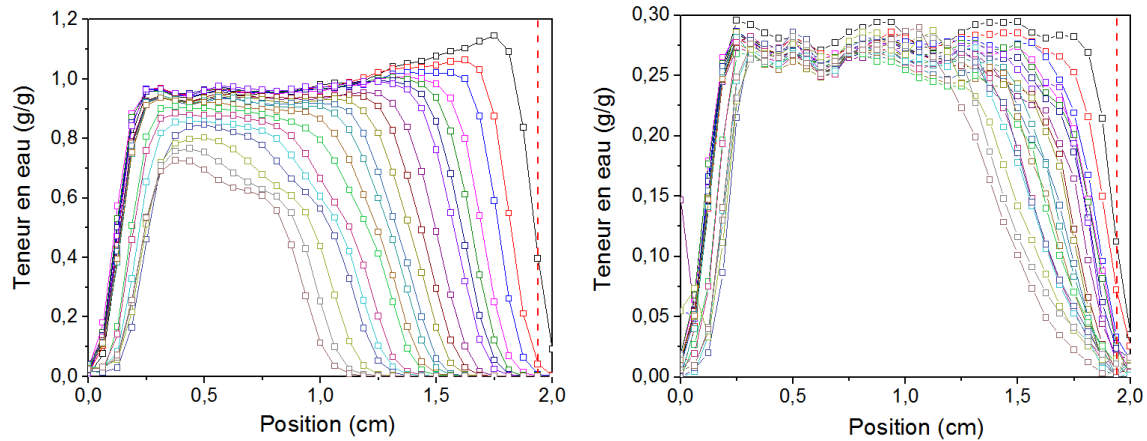 Teneur en eau (g/g)
1,2
1,0
0,8
0,6
0,4
0,2
0,0
0,0 0,5 1,0 1,5 2,0
Position (cm)
Teneur en eau (g/g)
0,30
0,25
0,20
0,15
0,10
0,05
0,00
0,0 0,5 1,0 1,5 2,0
Position (cm)